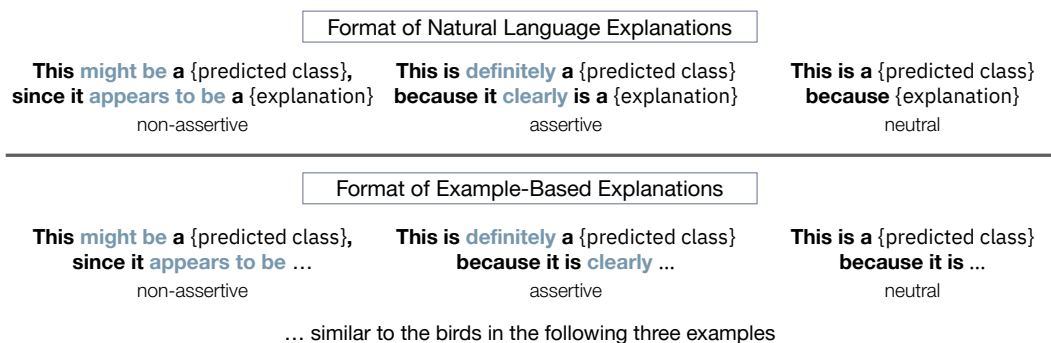 Format of Natural Language Explanations
This might be a {predicted class},
since it appears to be a {explanation}
non-assertive
This is definitely a {predicted class}
because it clearly is a {explanation}
assertive
This is a {predicted class}
because {explanation}
neutral
Format of Example-Based Explanations
This might be a {predicted class},
since it appears to be …
non-assertive
This is definitely a {predicted class}
because it is clearly ...
assertive
This is a {predicted class}
because it is ...
neutral
… similar to the birds in the following three examples